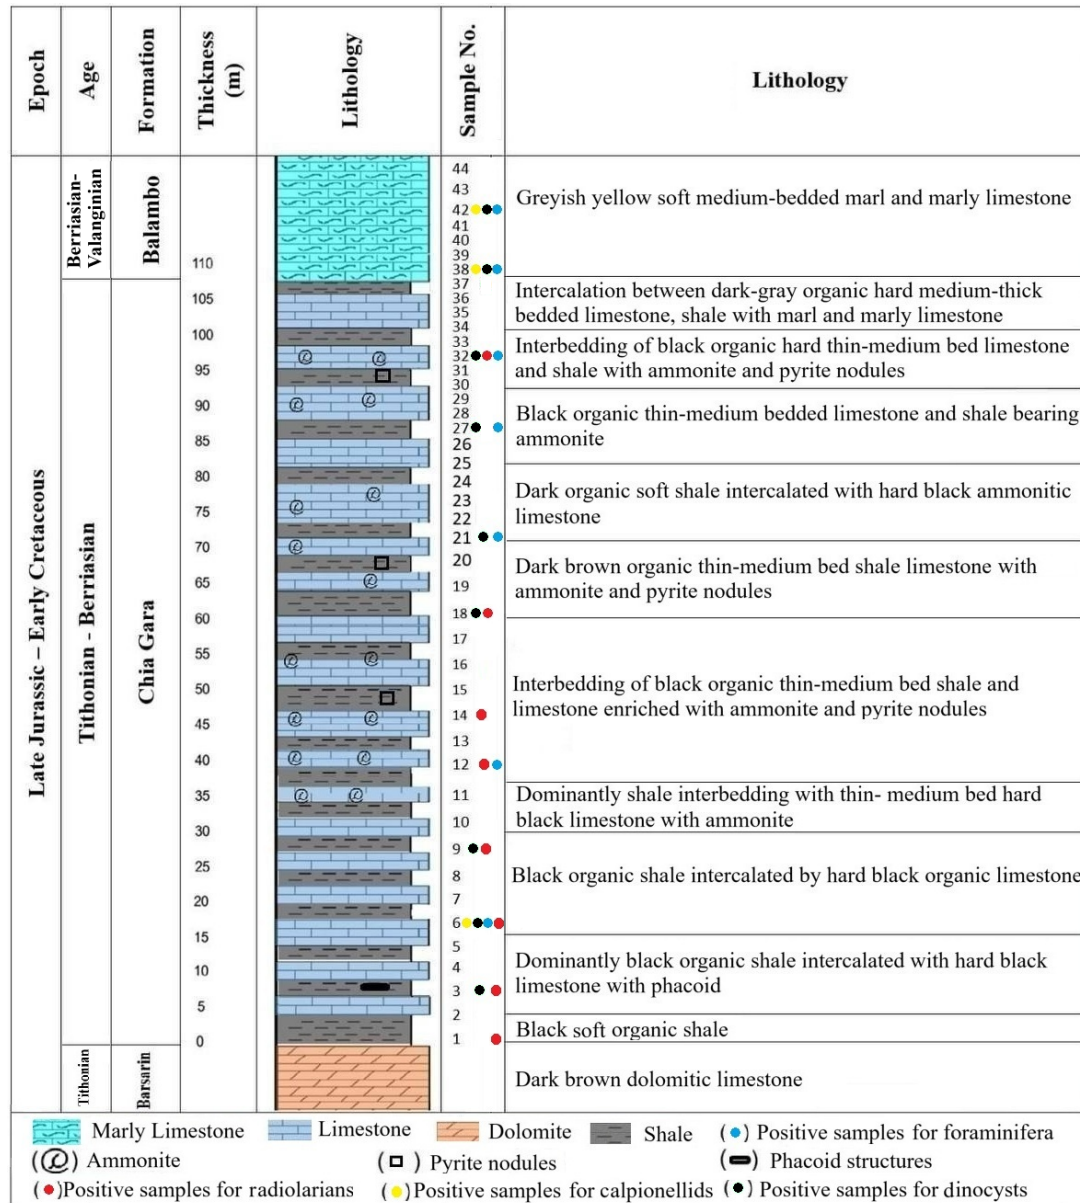 Epoch
Age
Formation
Thickness
(m)
Lithology
Sample No.
Lithology
Late Jurassic – Early Cretaceous
Berriasian-
Valanginian
Tithonian - Berriasian
Tithonian
Balambo
Chia Gara
Barsarin
110
105
100
95
90
85
80
75
70
65
60
55
50
45
40
35
30
25
20
15
10
5
0
44
43
42
41
40
39
38
37
36
35
34
33
32
31
30
29
28
27
26
25
24
23
22
21
20
19
18
17
16
15
14
13
12
11
10
9
8
7
6
5
4
3
2
1
Greyish yellow soft medium-bedded marl and marly limestone
Intercalation between dark-gray organic hard medium-thick
bedded limestone, shale with marl and marly limestone
Interbedding of black organic hard thin-medium bed limestone
and shale with ammonite and pyrite nodules
Black organic thin-medium bedded limestone and shale bearing
ammonite
Dark organic soft shale intercalated with hard black ammonitic
limestone
Dark brown organic thin-medium bed shale limestone with
ammonite and pyrite nodules
Interbedding of black organic thin-medium bed shale and
limestone enriched with ammonite and pyrite nodules
Dominantly shale interbedding with thin- medium bed hard
black limestone with ammonite
Black organic shale intercalated by hard black organic limestone
Dominantly black organic shale intercalated with hard black
limestone with phacoid
Black soft organic shale
Dark brown dolomitic limestone
Marly Limestone Limestone Dolomite Shale ( ) Positive samples for foraminifera
( ) Ammonite ( ) Pyrite nodules ( ) Phacoid structures
( )Positive samples for radiolarians ( )Positive samples for calpionellids ( ) Positive samples for dinocysts